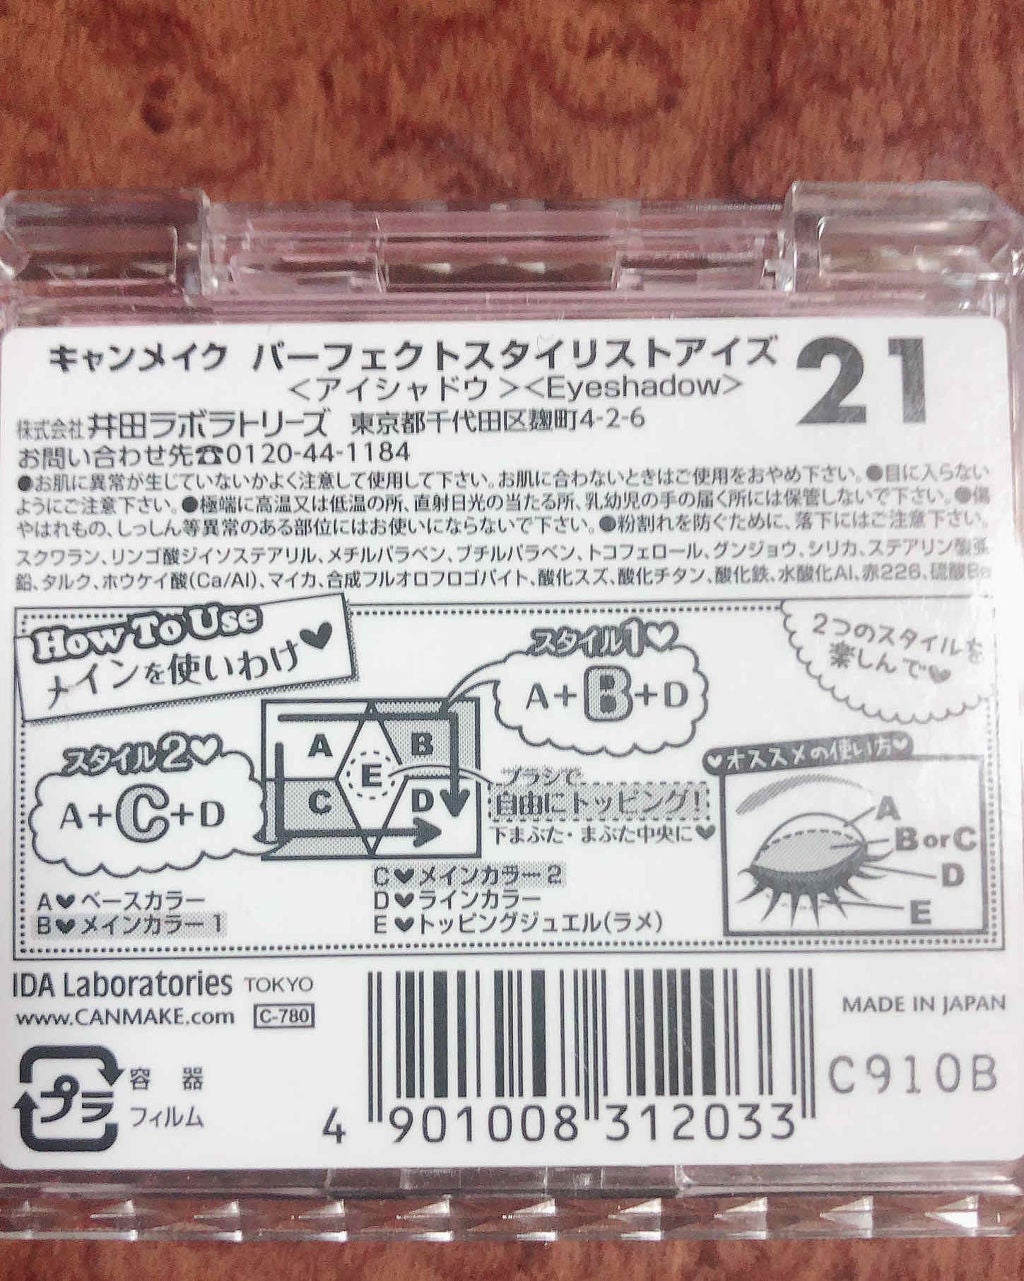 キャンメイク パーフェクトスタイリストアイズ 21
＜アイシャドウ＞＜Eyeshadow＞
株式会社 井田ラボラトリーズ 東京都千代田区麹町4-2-6
お問い合わせ先☎0120-44-1184
●お肌に異常が生じていないかよく注意して使用して下さい。お肌に合わないときはご使用をおやめ下さい。●目に入らない
ようにご注意下さい。●極端に高温又は低温の所、直射日光の当たる所、乳幼児の手の届く所には保管しないで下さい。●傷
やはれもの、しっしん等異常のある部位にはお使いにならないで下さい。●粉割れを防ぐために、落下にはご注意下さい。
スクワラン、リンゴ酸ジイソステアリル、メチルパラベン、ブチルパラベン、トコフェロール、グンジョウ、シリカ、ステアリン酸亜
鉛、タルク、ホウケイ酸(Ca/Al)、マイカ、合成フルオロフロゴパイト、酸化スズ、酸化チタン、酸化鉄、水酸化Al、赤226、硫酸Ba
How To Use
メインを使いわけ♥
スタイル1♡
A+B+D
2つのスタイルを
楽しんで♥
スタイル2♡
A+C+D
A
B
E
C
D
ブラシで
自由にトッピング!
下まぶた・まぶた中央に♥
♥オススメの使い方♥
A
B or C
D
E
A♥ベースカラー
B♥メインカラー1
C♥メインカラー2
D♥ラインカラー
E♥トッピングジュエル(ラメ)
IDA Laboratories TOKYO
www.CANMAKE.com C-780
MADE IN JAPAN
C910B
プラ
容器
フィルム
4 901008 312033